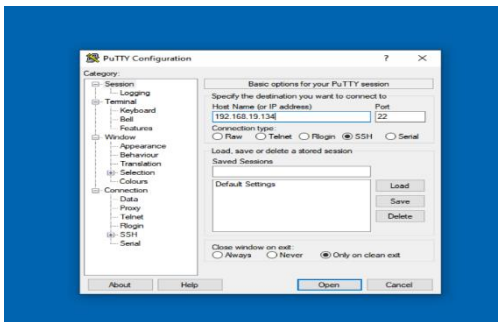 PuTTY Configuration
?
Category:
Session
Logging
Terminal
Keyboard
Bell
Features
Window
Appearance
Behaviour
Translation
Selection
Colours
Connection
Data
Proxy
Telnet
Rlogin
SSH
Serial
Basic options for your PuTTY session
Specify the destination you want to connect to
Host Name (or IP address) Port
192.168.19.134 22
Connection type:
Raw Telnet Rlogin SSH Serial
Load, save or delete a stored session
Saved Sessions
Default Settings
Load
Save
Delete
Close window on exit:
Always Never Only on clean exit
About Help Open Cancel